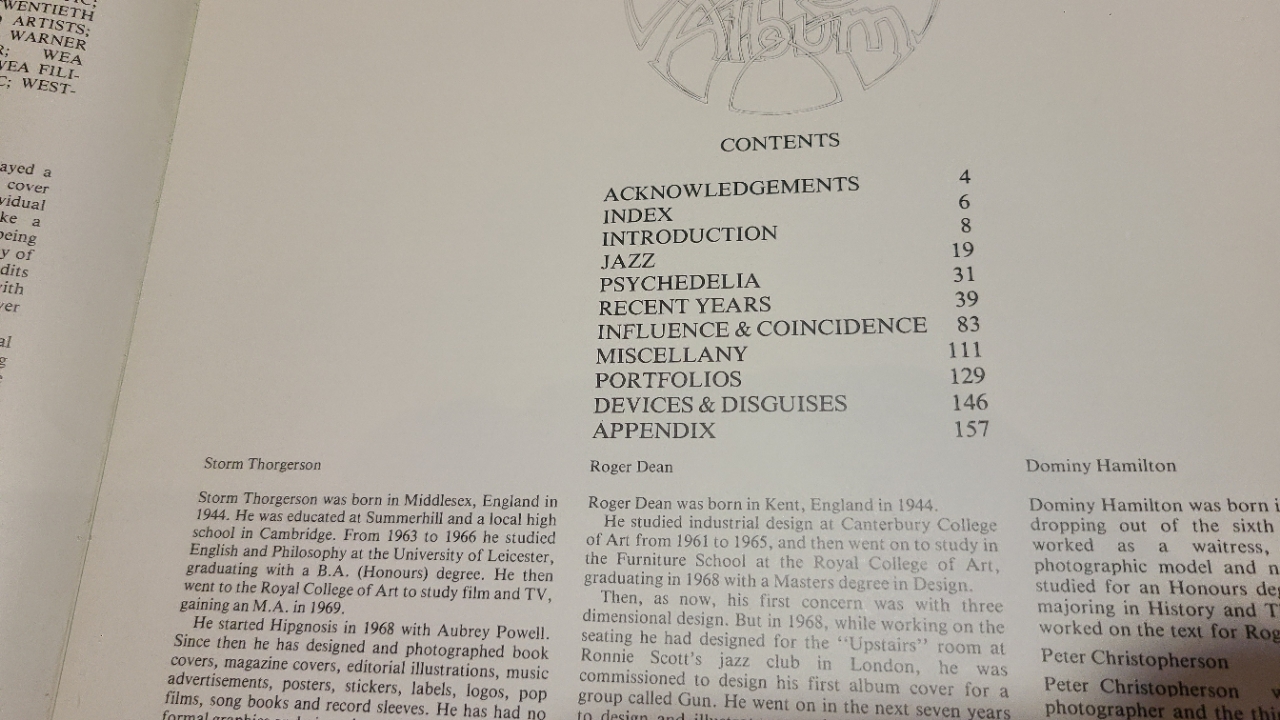 WENTIETH
ARTISTS;
WARNER
WEA
WEA FILI-
C; WEST-
ayed a
cover
vidual
ke a
being
y of
dits
with
ver
al
Album
CONTENTS
ACKNOWLEDGEMENTS 4
INDEX 6
INTRODUCTION 8
JAZZ 19
PSYCHEDELIA 31
RECENT YEARS 39
INFLUENCE & COINCIDENCE 83
MISCELLANY 111
PORTFOLIOS 129
DEVICES & DISGUISES 146
APPENDIX 157
Storm Thorgerson
Storm Thorgerson was born in Middlesex, England in
1944. He was educated at Summerhill and a local high
school in Cambridge. From 1963 to 1966 he studied
English and Philosophy at the University of Leicester,
graduating with a B.A. (Honours) degree. He then
went to the Royal College of Art to study film and TV,
gaining an M.A. in 1969.
He started Hipgnosis in 1968 with Aubrey Powell.
Since then he has designed and photographed book
covers, magazine covers, editorial illustrations, music
advertisements, posters, stickers, labels, logos, pop
films, song books and record sleeves. He has had no
Roger Dean
Roger Dean was born in Kent, England in 1944.
He studied industrial design at Canterbury College
of Art from 1961 to 1965, and then went on to study in
the Furniture School at the Royal College of Art,
graduating in 1968 with a Masters degree in Design.
Then, as now, his first concern was with three
dimensional design. But in 1968, while working on the
seating he had designed for the "Upstairs" room at
Ronnie Scott's jazz club in London, he was
commissioned to design his first album cover for a
group called Gun. He went on in the next seven years
Dominy Hamilton
Dominy Hamilton was born i
dropping out of the sixth
worked as a waitress,
photographic model and n
studied for an Honours deg
majoring in History and T
worked on the text for Rog
Peter Christopherson
Peter Christopherson w
photographer and the thi